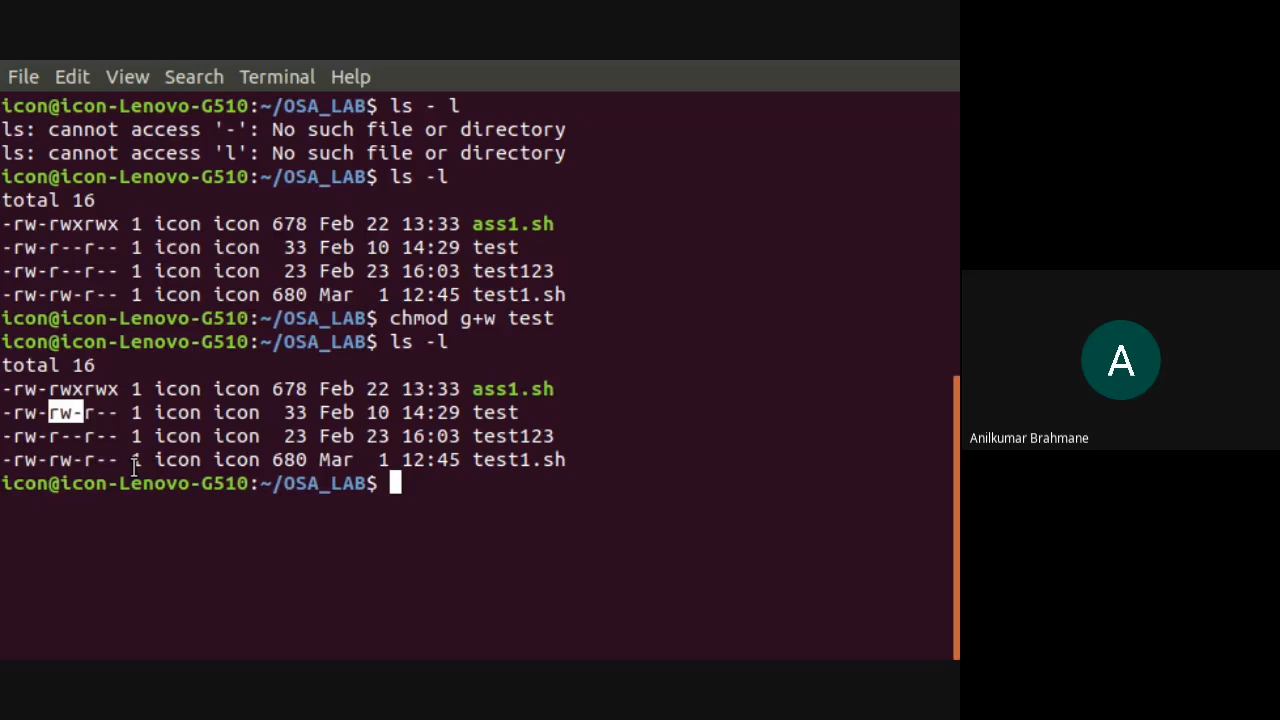 File Edit View Search Terminal Help
icon@icon-Lenovo-G510:~/OSA_LAB$ ls - l
ls: cannot access '-': No such file or directory
ls: cannot access 'l': No such file or directory
icon@icon-Lenovo-G510:~/OSA_LAB$ ls -l
total 16
-rw-rwxrwx 1 icon icon 678 Feb 22 13:33 ass1.sh
-rw-r--r-- 1 icon icon  33 Feb 10 14:29 test
-rw-r--r-- 1 icon icon  23 Feb 23 16:03 test123
-rw-rw-r-- 1 icon icon 680 Mar  1 12:45 test1.sh
icon@icon-Lenovo-G510:~/OSA_LAB$ chmod g+w test
icon@icon-Lenovo-G510:~/OSA_LAB$ ls -l
total 16
-rw-rwxrwx 1 icon icon 678 Feb 22 13:33 ass1.sh
-rw-rw-r-- 1 icon icon  33 Feb 10 14:29 test
-rw-r--r-- 1 icon icon  23 Feb 23 16:03 test123
-rw-rw-r-- 1 icon icon 680 Mar  1 12:45 test1.sh
icon@icon-Lenovo-G510:~/OSA_LAB$
A
Anilkumar Brahmane